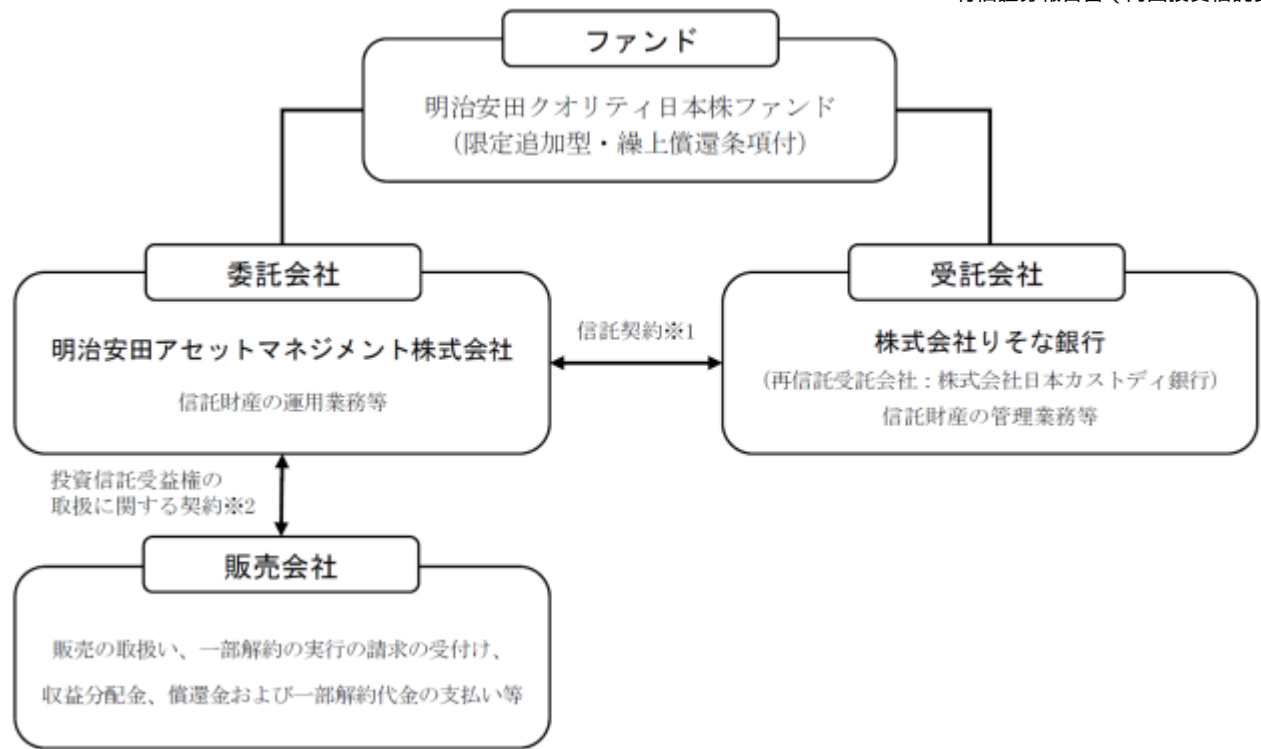 ファンド
明治安田クオリティ日本株ファンド
(限定追加型・繰上償還条項付)
委託会社
明治安田アセットマネジメント株式会社
信託財産の運用業務等
信託契約※1
受託会社
株式会社りそな銀行
(再信託受託会社:株式会社日本カストディ銀行)
信託財産の管理業務等
投資信託受益権の
取扱に関する契約※2
販売会社
販売の取扱い、一部解約の実行の請求の受付け、
収益分配金、償還金および一部解約代金の支払い等